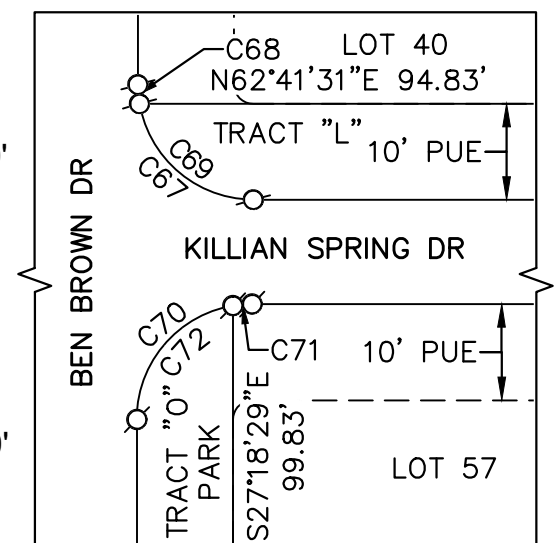 C68
LOT 40
N62°41'31"E 94.83'
TRACT "L"
10' PUE
C69
C67
BEN BROWN DR
KILLIAN SPRING DR
C70
C72
C71
10' PUE
TRACT "O"
PARK
S27°18'29"E
99.83'
LOT 57